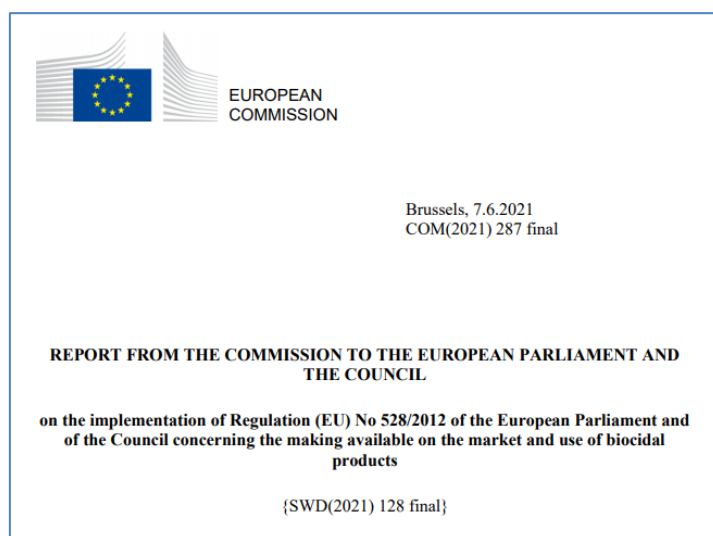 EUROPEAN
COMMISSION
Brussels, 7.6.2021
COM(2021) 287 final
REPORT FROM THE COMMISSION TO THE EUROPEAN PARLIAMENT AND
THE COUNCIL
on the implementation of Regulation (EU) No 528/2012 of the European Parliament and
of the Council concerning the making available on the market and use of biocidal
products
{SWD(2021) 128 final}